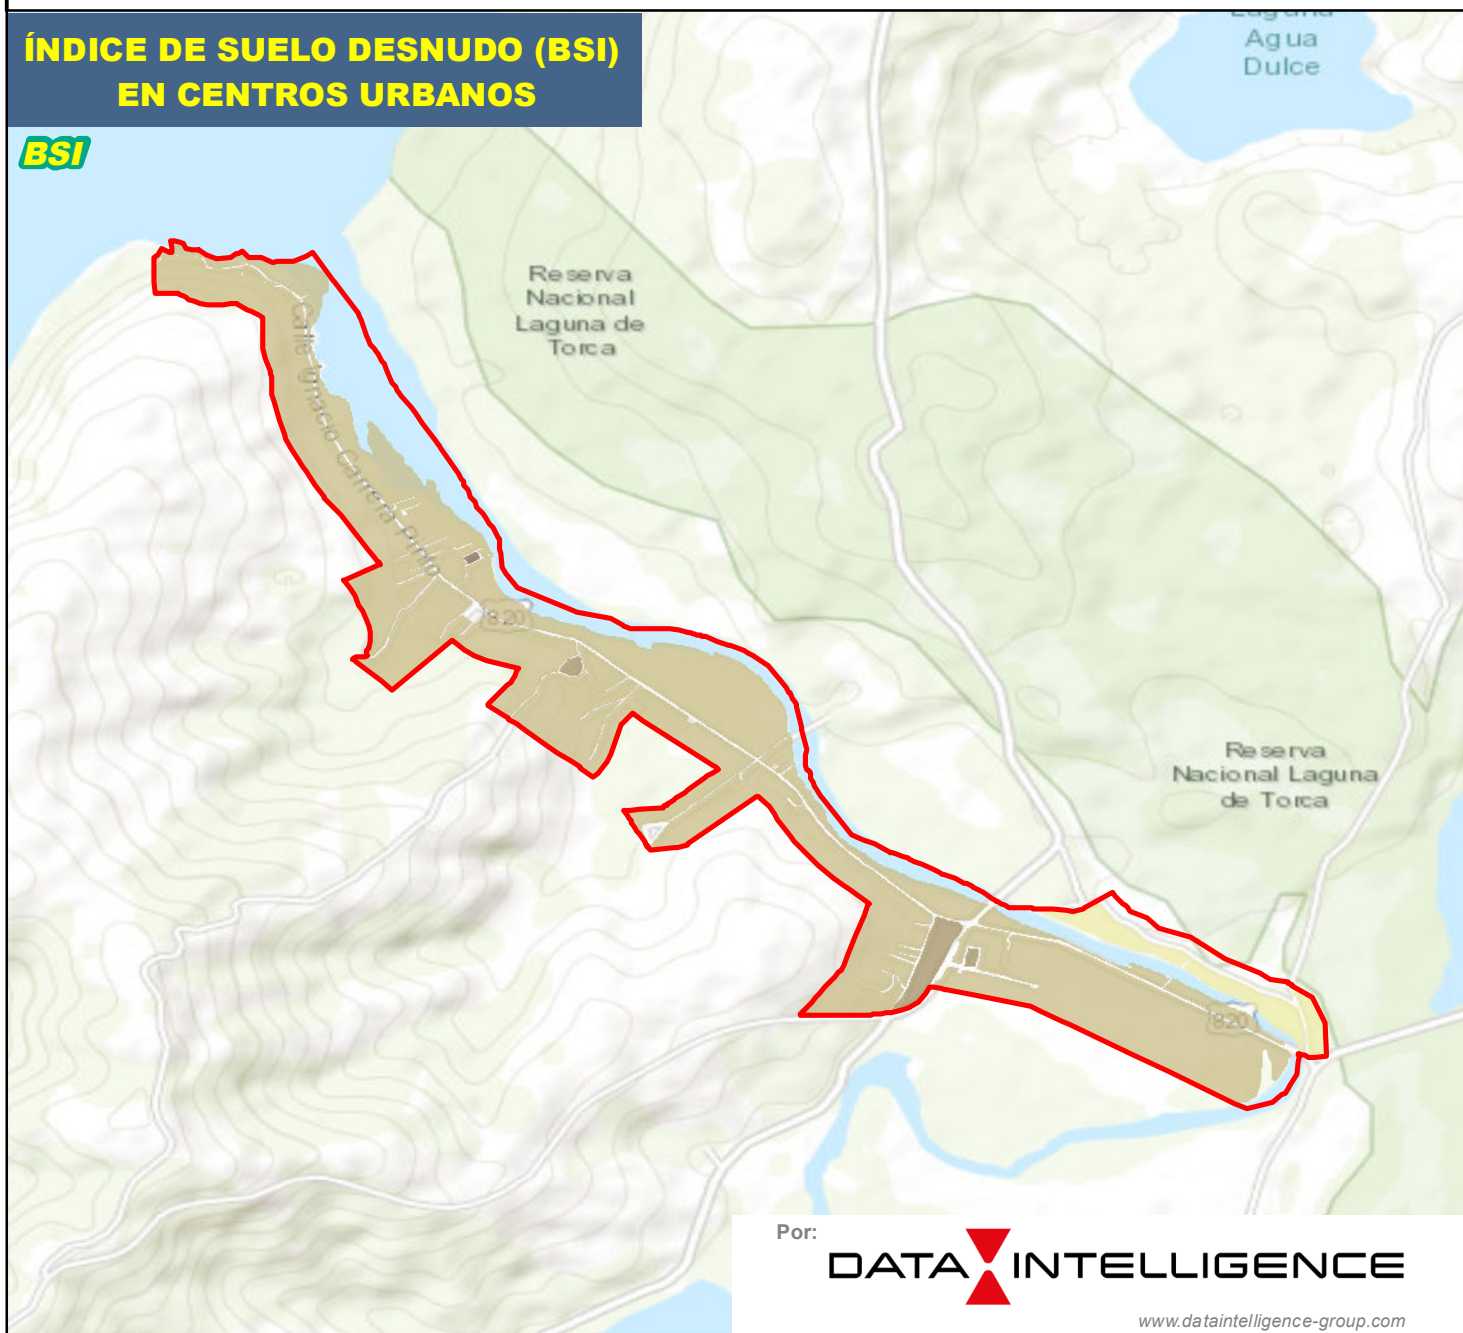 ÍNDICE DE SUELO DESNUDO (BSI)
EN CENTROS URBANOS
BSI
Laguna
Agua
Dulce
Reserva
Nacional
Laguna de
Torca
Calle Ignacio Carrera Pinto
820
Reserva
Nacional Laguna
de Torca
820
Por:
DATA INTELLIGENCE
www.dataintelligence-group.com